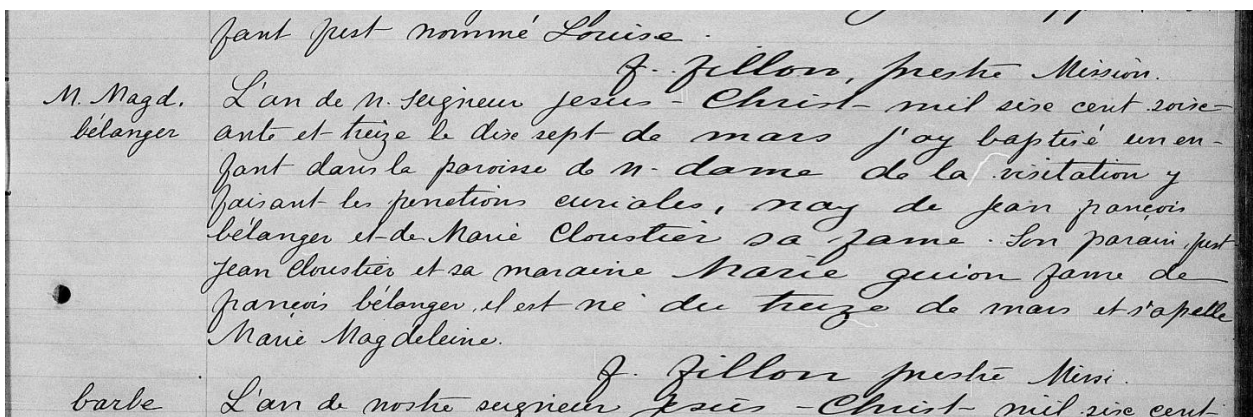 fant fust nommé Louise.
f. fillon, prestre Mission.
M. Magd. L'an de n. seigneur Jesus-Christ mil sise cent soixe-
bélanger ante et treize le dixe sept de mars j'ay baptisé un en-
fant dans la paroisse de n. dame de la visitation y
faisant les fonctions curiales, nay de jean françois
bélanger et de Marie Cloustier sa fame. Son parain fust
Jean Cloustier et sa maraine Marie guion fame de
françois bélanger, il est né du treize de mars et s'apelle
Marie Magdeleine.
f. fillon prestre Missi.
barbe L'an de nostre seigneur Jesus-Christ mil sise cent